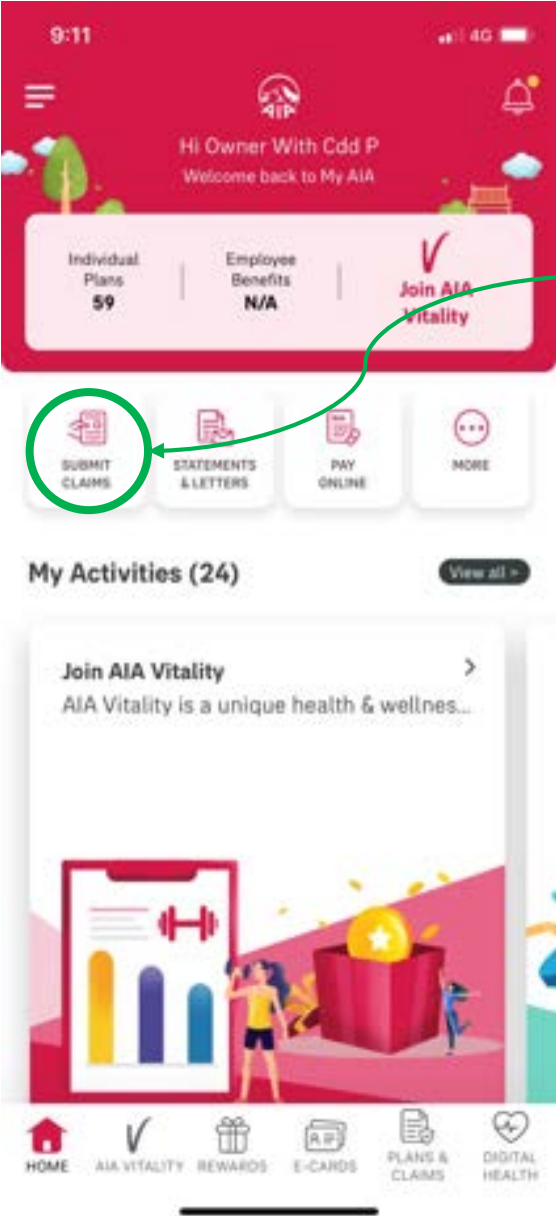 9:11
4G
AIA
Hi Owner With Cdd P
Welcome back to My AIA
Individual
Plans
59
Employee
Benefits
N/A
Join AIA
Vitality
SUBMIT
CLAIMS
STATEMENTS
& LETTERS
PAY
ONLINE
MORE
My Activities (24)
View all >
Join AIA Vitality
AIA Vitality is a unique health & wellnes...
HOME
AIA VITALITY
REWARDS
E-CARDS
PLANS &
CLAIMS
DIGITAL
HEALTH